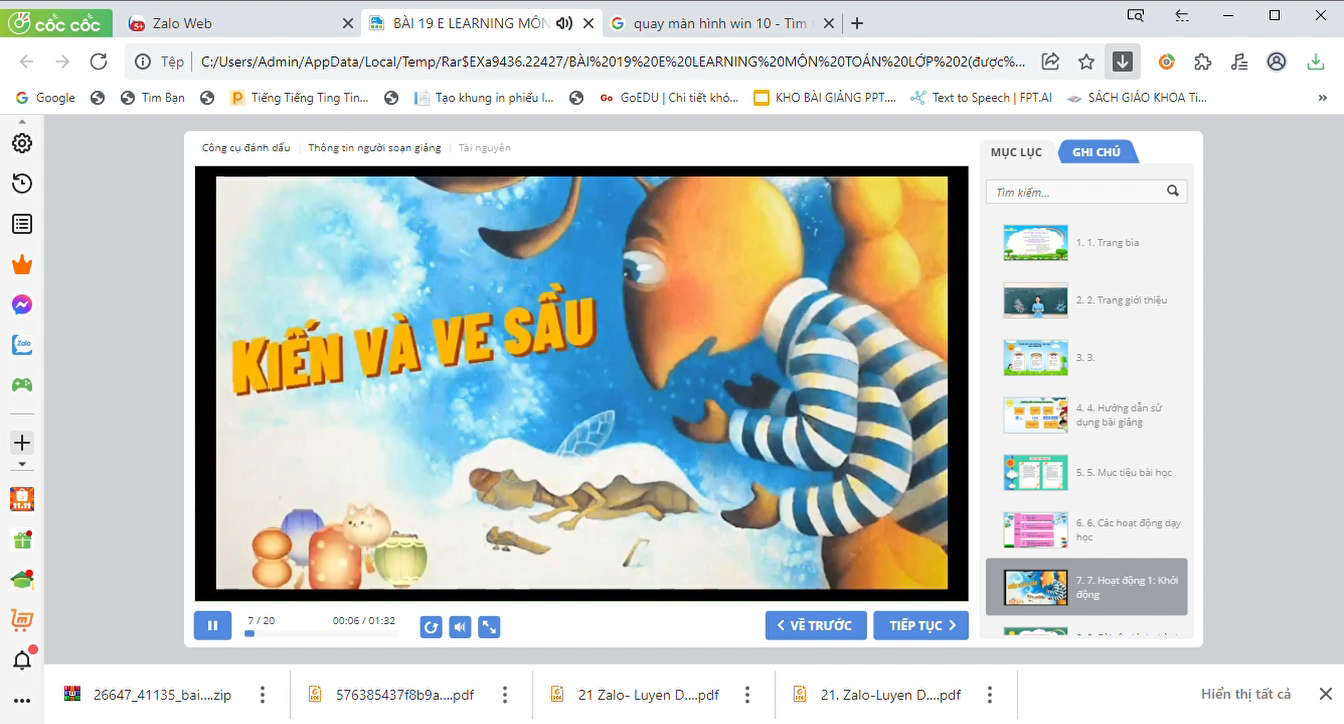 cốc cốc
Zalo Web
BÀI 19 E LEARNING MÔN
quay màn hình win 10 - Tìm
Tệp
C:/Users/Admin/AppData/Local/Temp/Rar$EXa9436.22427/BÀI%2019%20E%20LEARNING%20MÔN%20TOÁN%20LỚP%202(được%...
Google
Tìm Bạn
Tiếng Tiếng Ting Tin...
Tạo khung in phiếu l...
GoEDU | Chi tiết khó...
KHO BÀI GIẢNG PPT....
Text to Speech | FPT.AI
SÁCH GIÁO KHOA Ti...
»
Công cụ đánh dấu
Thông tin người soạn giảng
Tài nguyên
KIẾN VÀ VE SẦU
7 / 20
00:06 / 01:32
VỀ TRƯỚC
TIẾP TỤC
MỤC LỤC
GHI CHÚ
Tìm kiếm...
1. 1. Trang bìa
2. 2. Trang giới thiệu
3. 3.
4. 4. Hướng dẫn sử
dụng bài giảng
5. 5. Mục tiêu bài học
6. 6. Các hoạt động dạy
học
7. 7. Hoạt động 1: Khởi
động
Zalo
11.11
26647_41135_bai....zip
576385437f8b9a....pdf
21 Zalo- Luyen D....pdf
21. Zalo-Luyen D....pdf
Hiển thị tất cả